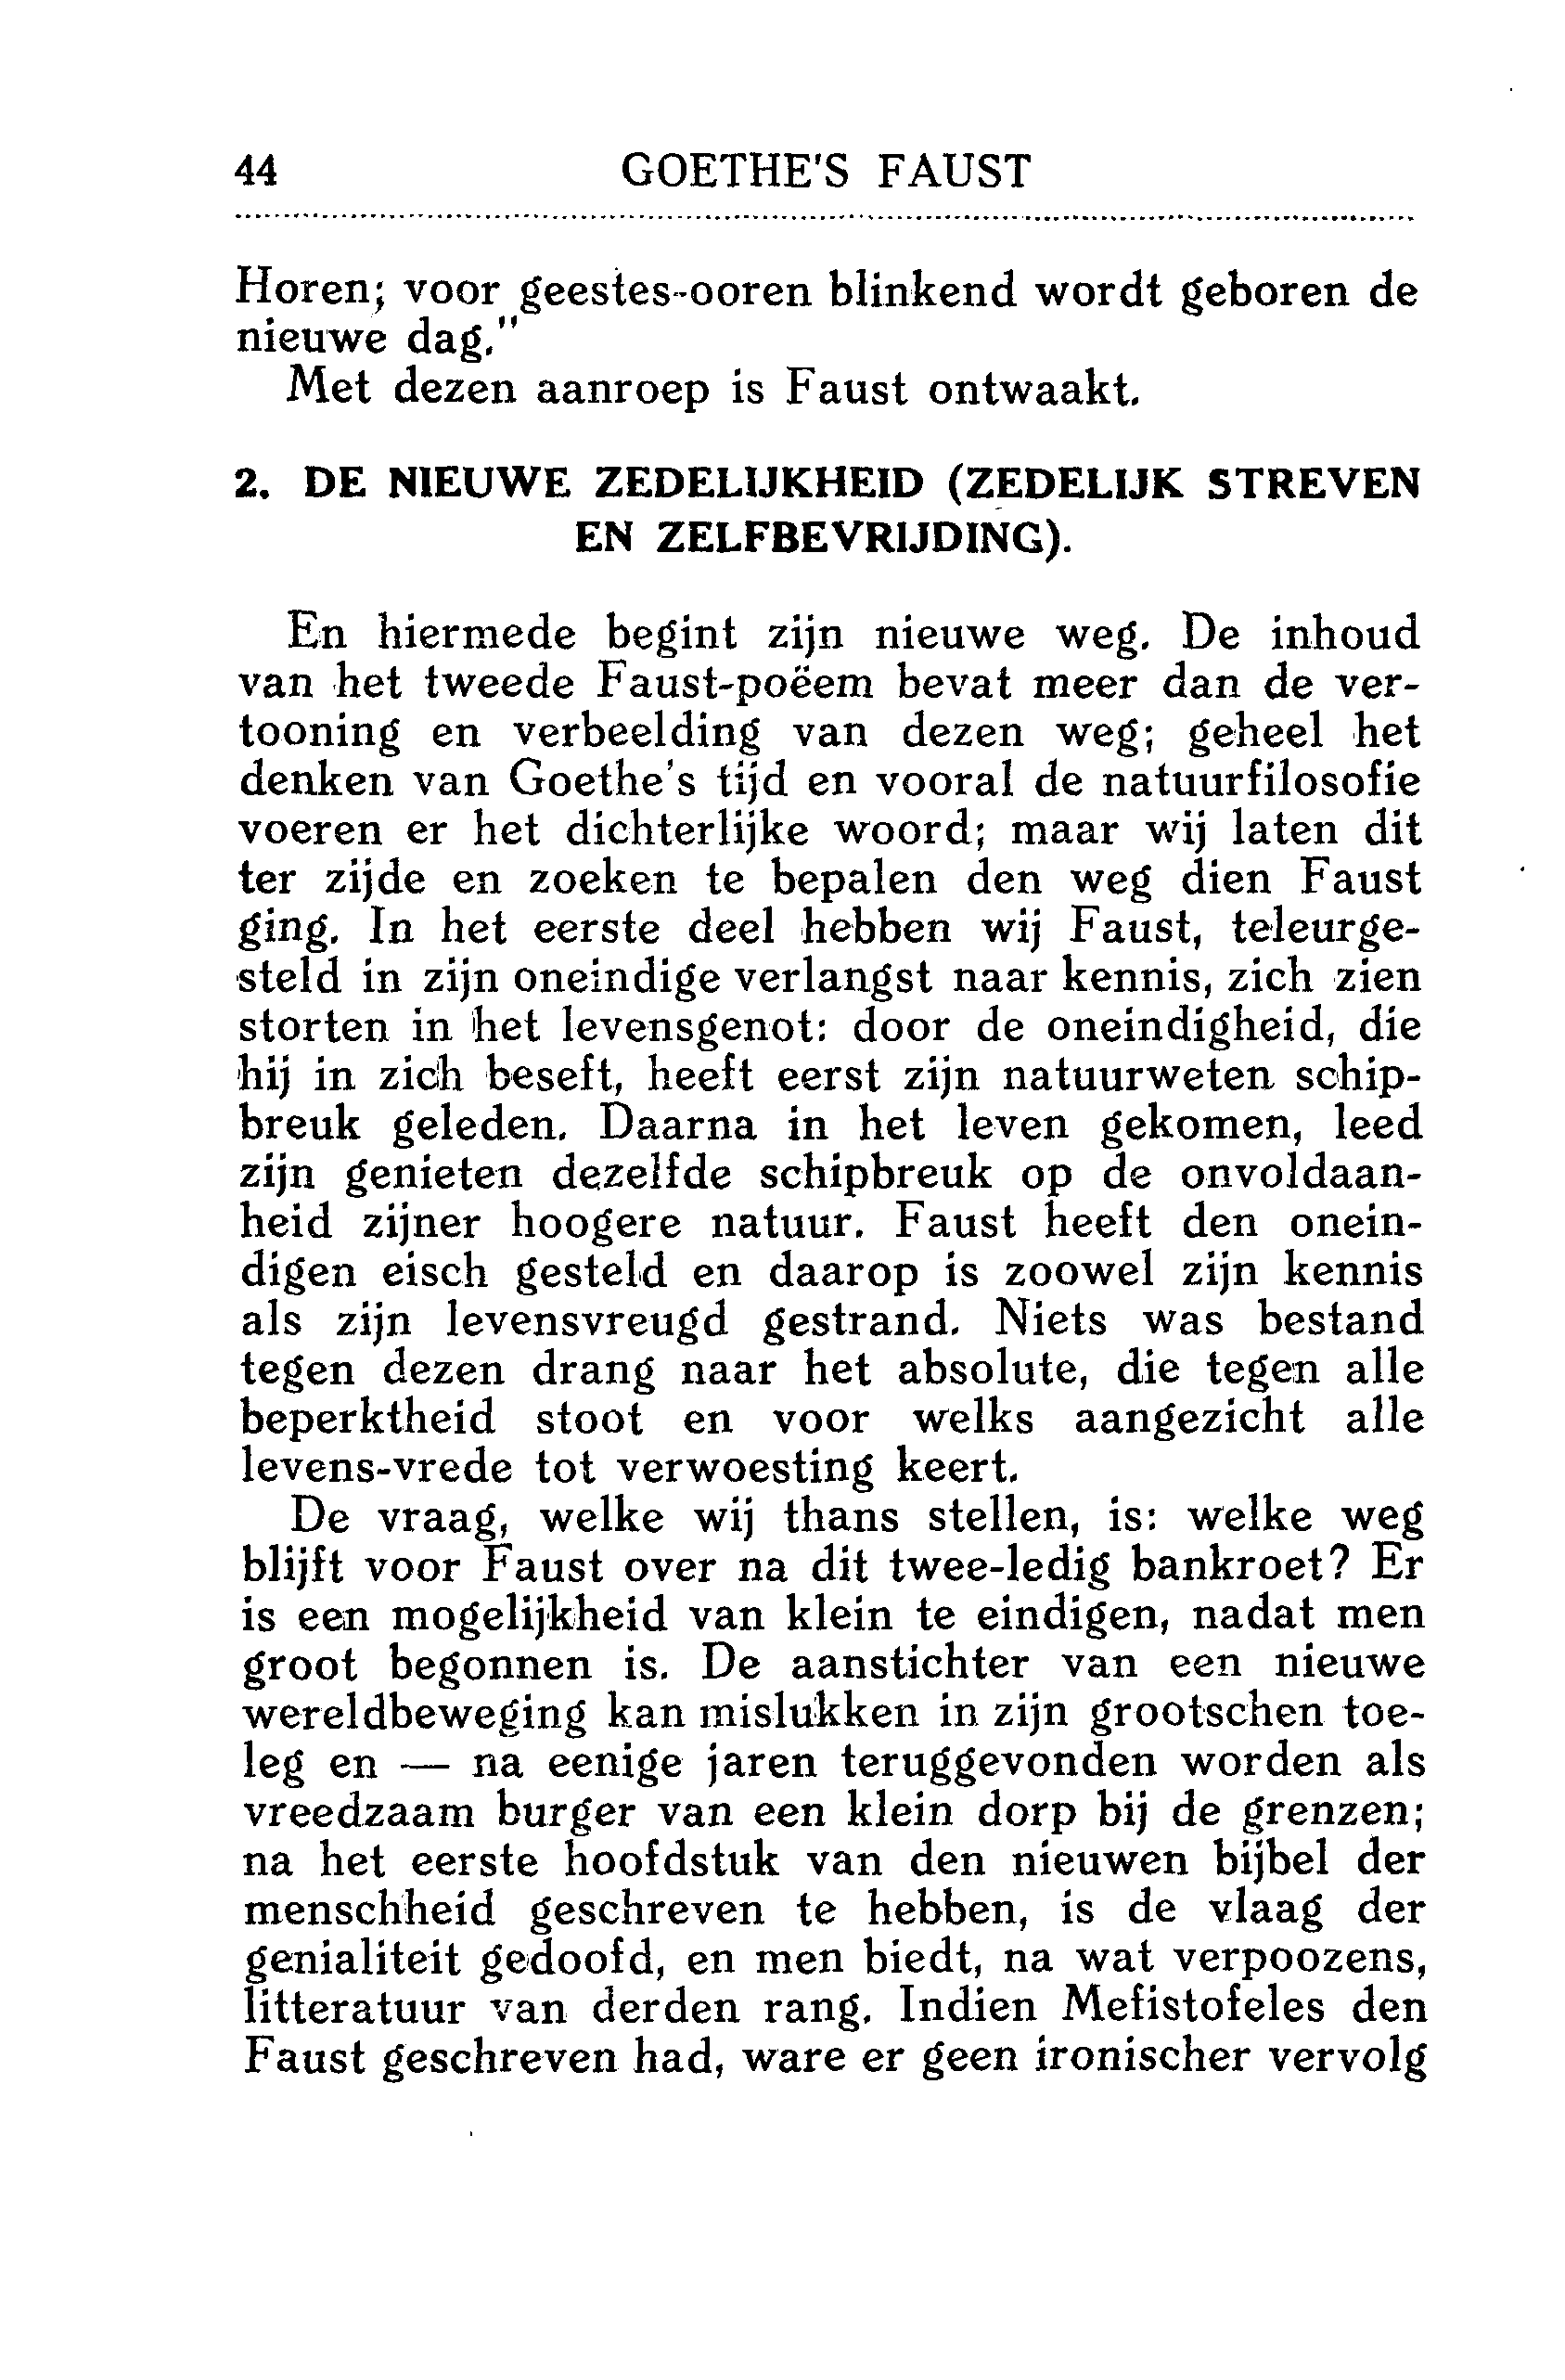 44 GOETHE'S FAUST
Horen; voor geestes-ooren blinkend wordt geboren de
nieuwe dag."
Met dezen aanroep is Faust ontwaakt.
2. DE NIEUWE ZEDELIJKHEID (ZEDELIJK STREVEN
EN ZELFBEVRIJDING).
En hiermede begint zijn nieuwe weg. De inhoud
van het tweede Faust-poëem bevat meer dan de ver-
tooning en verbeelding van dezen weg; geheel het
denken van Goethe's tijd en vooral de natuurfilosofie
voeren er het dichterlijke woord; maar wij laten dit
ter zijde en zoeken te bepalen den weg dien Faust
ging. In het eerste deel hebben wij Faust, teleurge-
steld in zijn oneindige verlangst naar kennis, zich zien
storten in het levensgenot: door de oneindigheid, die
hij in zich beseft, heeft eerst zijn natuurweten schip-
breuk geleden. Daarna in het leven gekomen, leed
zijn genieten dezelfde schipbreuk op de onvoldaan-
heid zijner hoogere natuur. Faust heeft den onein-
digen eisch gesteld en daarop is zoowel zijn kennis
als zijn levensvreugd gestrand. Niets was bestand
tegen dezen drang naar het absolute, die tegen alle
beperktheid stoot en voor welks aangezicht alle
levens-vrede tot verwoesting keert.
De vraag, welke wij thans stellen, is: welke weg
blijft voor Faust over na dit twee-ledig bankroet? Er
is een mogelijkheid van klein te eindigen, nadat men
groot begonnen is. De aanstichter van een nieuwe
wereldbeweging kan mislukken in zijn grootschen toe-
leg en — na eenige jaren teruggevonden worden als
vreedzaam burger van een klein dorp bij de grenzen;
na het eerste hoofdstuk van den nieuwen bijbel der
menschheid geschreven te hebben, is de vlaag der
genialiteit gedoofd, en men biedt, na wat verpoozens,
litteratuur van derden rang. Indien Mefistofeles den
Faust geschreven had, ware er geen ironischer vervolg